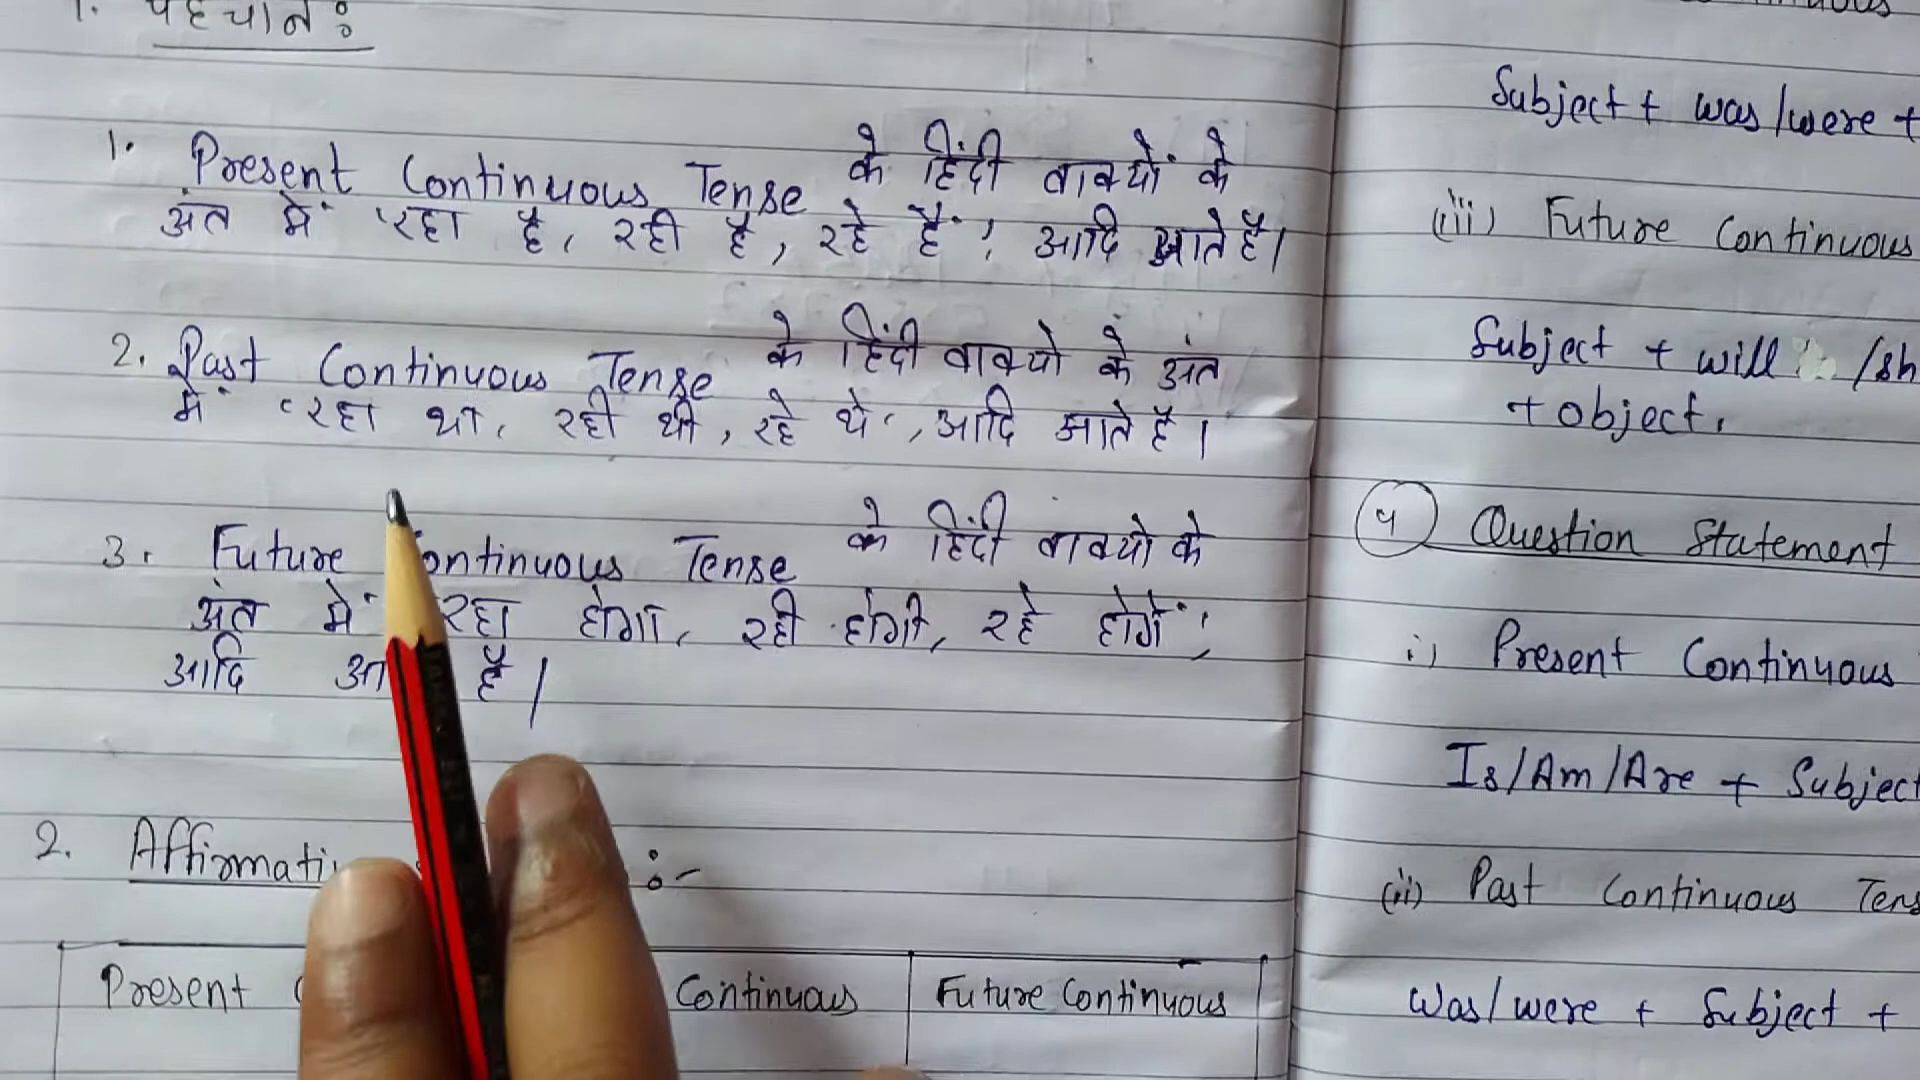 1. पहचान :
1. Present Continuous Tense के हिंदी वाक्यों के
अंत में रहा है, रही है, रहे हैं, आदि आते है।
2. Past Continuous Tense के हिंदी वाक्यो के अंत
में रहा था, रही थी, रहे थे, आदि आते है।
3. Future Continuous Tense के हिंदी वाक्यो के
अंत में रहा होगा, रही होगी, रहे होगें,
आदि है।
2. :-
Present Continuous Future Continuous
Subject + was/were +
(iii) Future Continuous
Subject + will /sh
+ object.
4 Question Statement
i) Present Continuous
Is/Am/Are + Subject
(ii) Past Continuous Tens
Was/were + Subject +